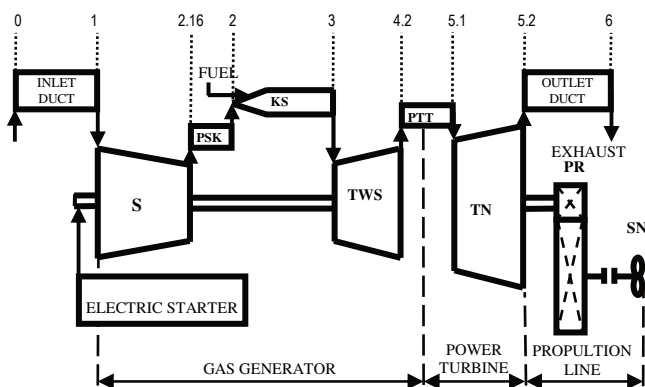 0 1 2.16 2 3 4.2 5.1 5.2 6
INLET
DUCT
FUEL
KS
PSK
PTT
OUTLET
DUCT
EXHAUST
PR
S
TWS
TN
SN
ELECTRIC STARTER
GAS GENERATOR
POWER
TURBINE
PROPULTION
LINE